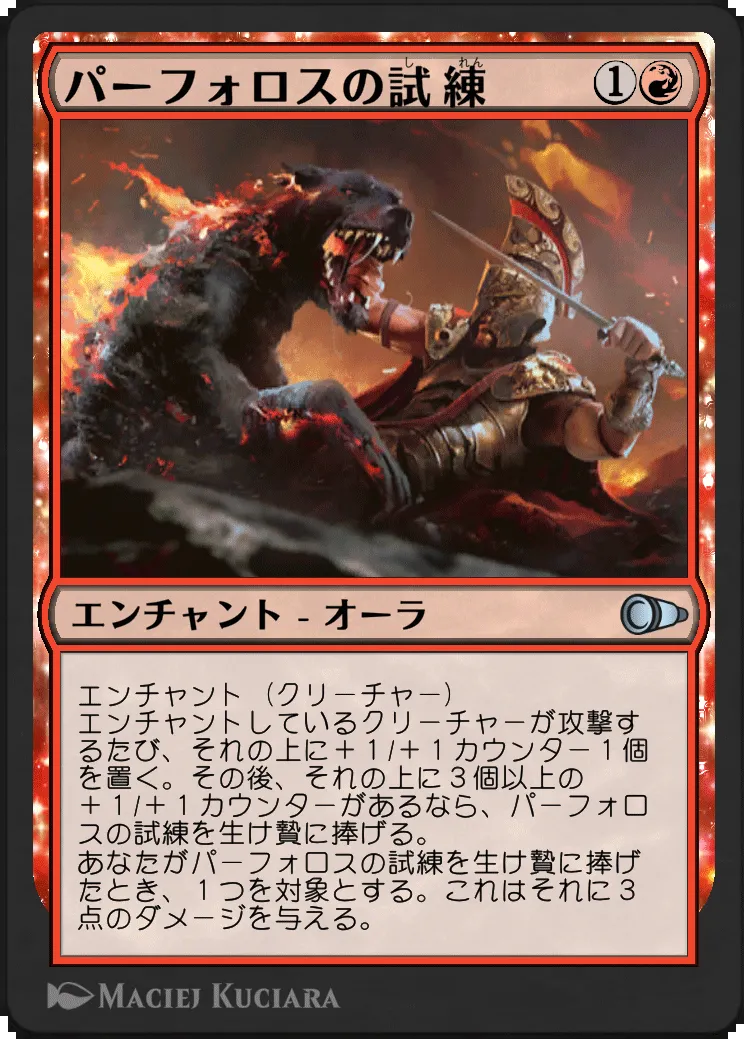 パーフォロスの試練
し れん
1
エンチャント - オーラ
エンチャント（クリーチャー）
エンチャントしているクリーチャーが攻撃す
るたび、それの上に＋１/＋１カウンター１個
を置く。その後、それの上に３個以上の
＋１/＋１カウンターがあるなら、パーフォロ
スの試練を生け贄に捧げる。
あなたがパーフォロスの試練を生け贄に捧げ
たとき、１つを対象とする。これはそれに３
点のダメージを与える。
MACIEJ KUCIARA